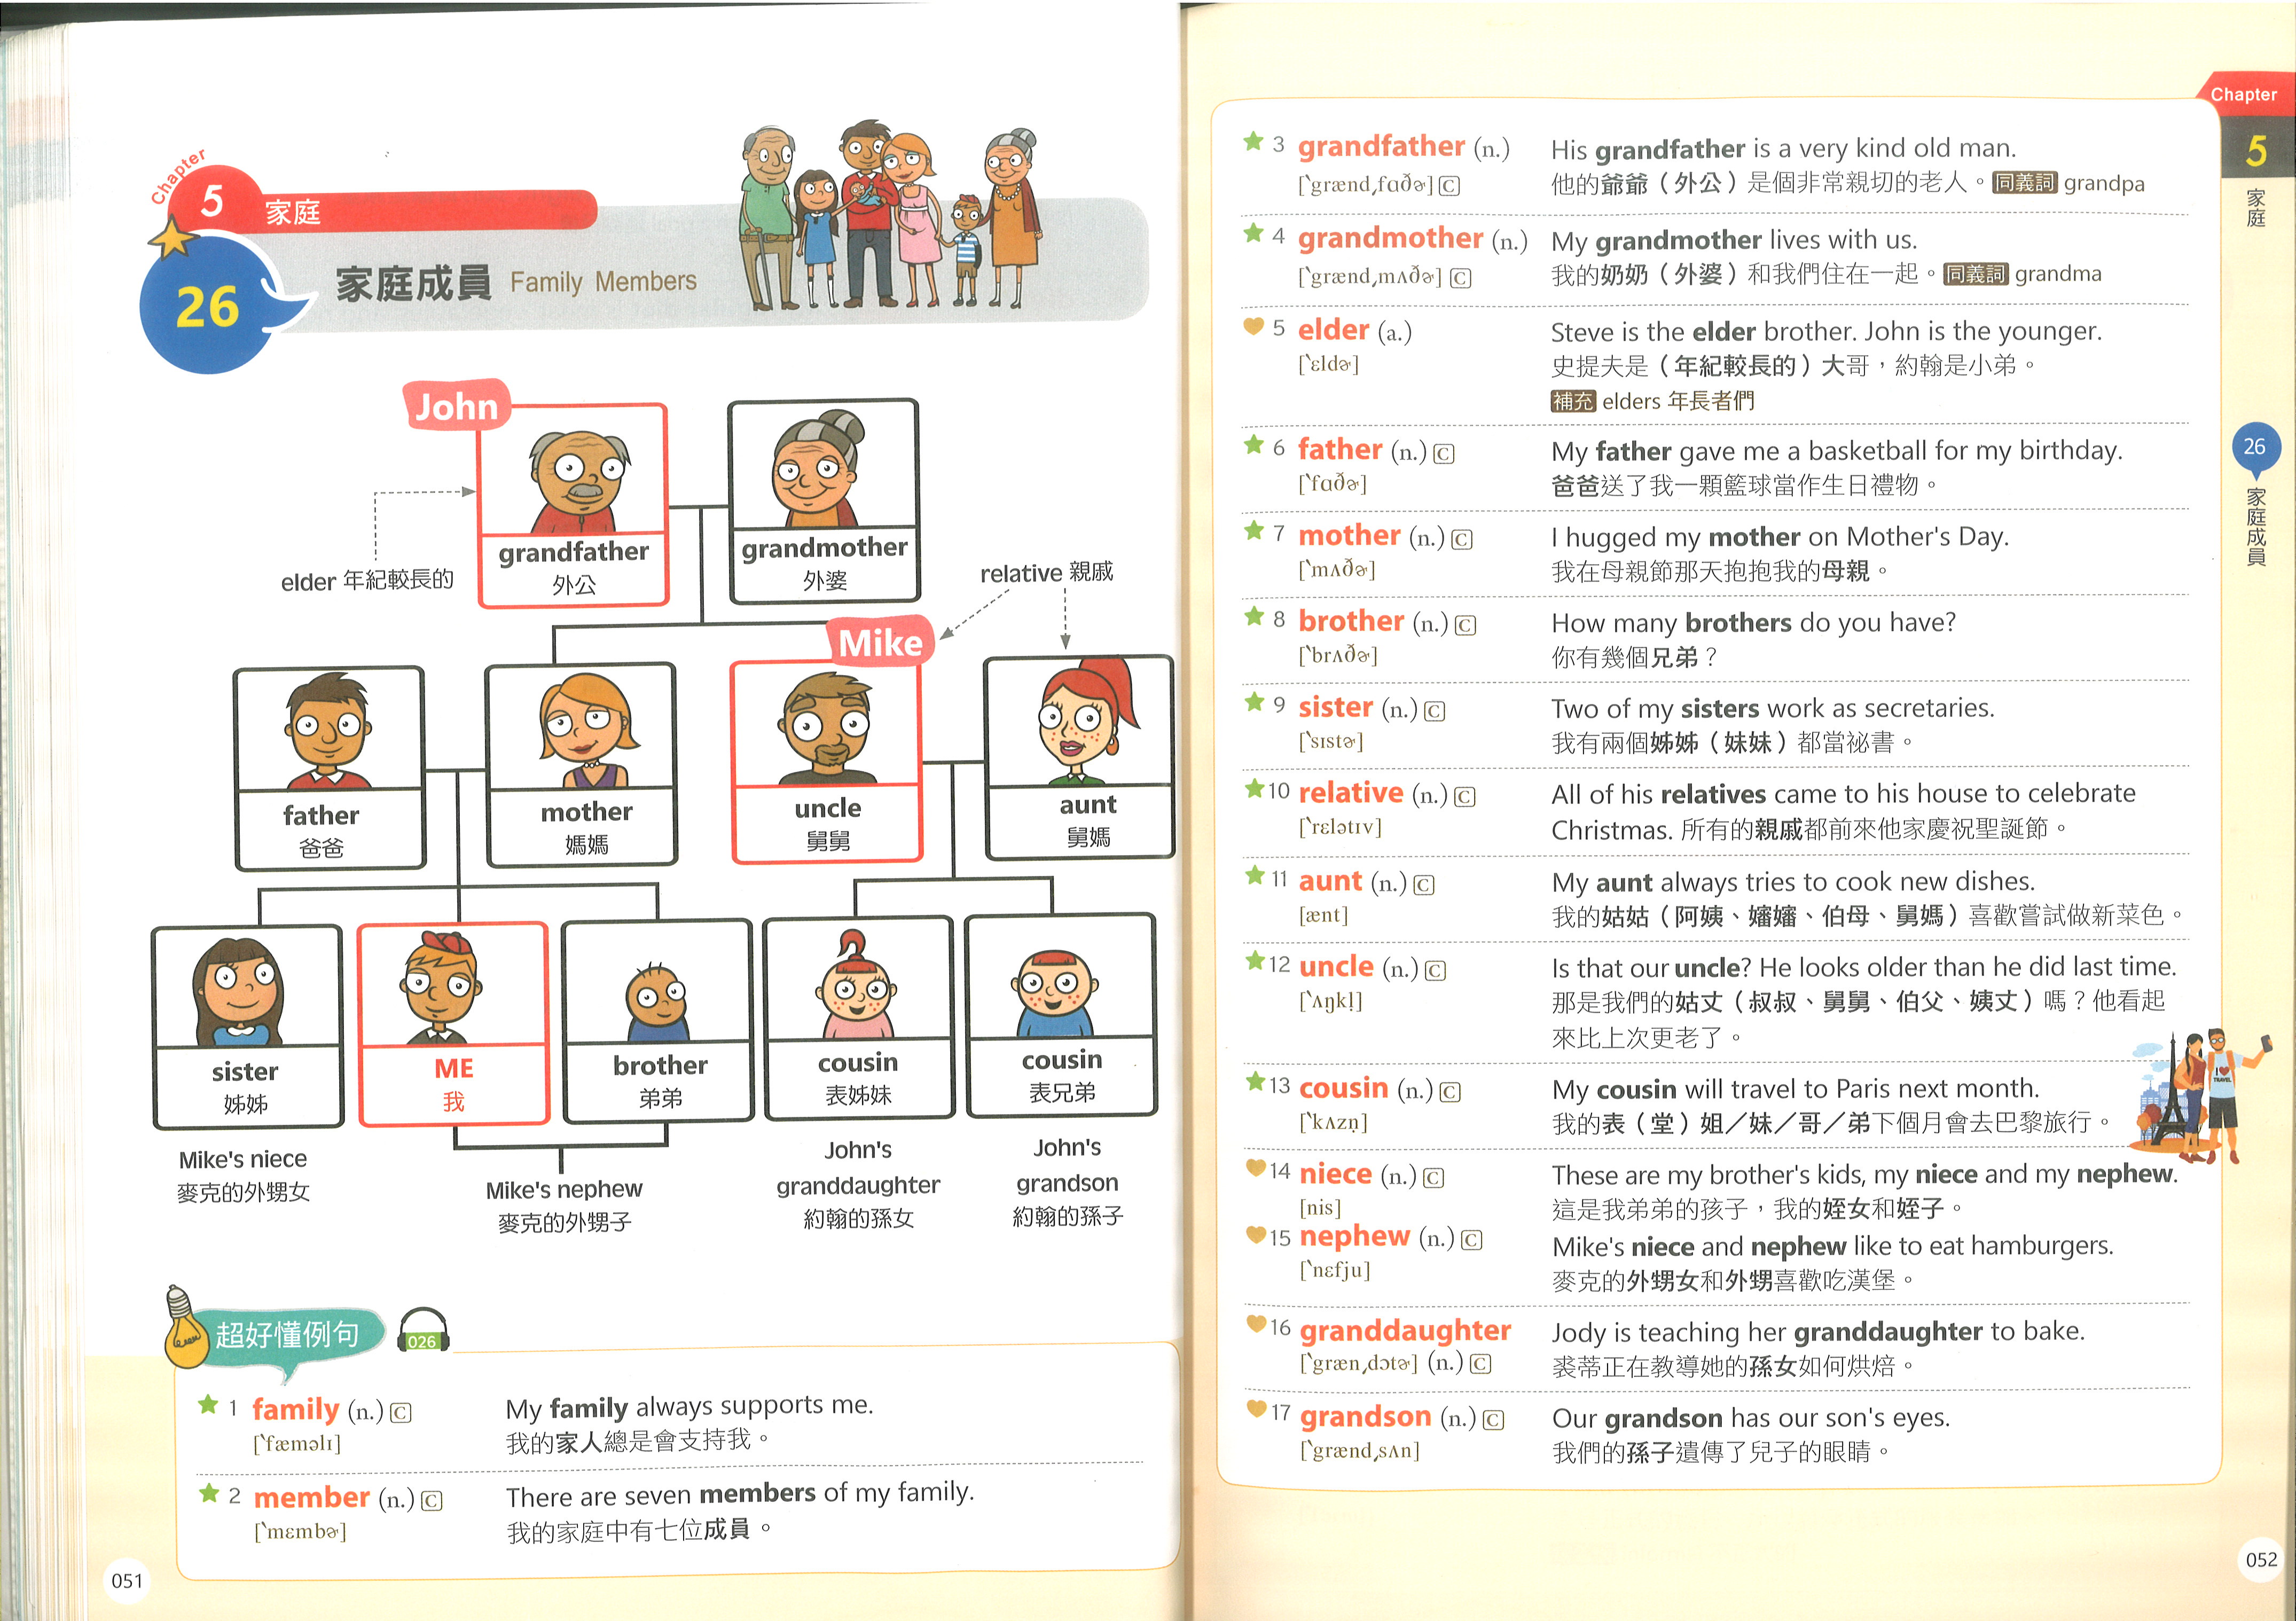 Chapter
5
家庭
26
家庭成員 Family Members
John
grandfather
外公
grandmother
外婆
elder 年紀較長的
relative 親戚
Mike
father
爸爸
mother
媽媽
uncle
舅舅
aunt
舅媽
sister
姊姊
ME
我
brother
弟弟
cousin
表姊妹
cousin
表兄弟
Mike's niece
麥克的外甥女
Mike's nephew
麥克的外甥子
John's
granddaughter
約翰的孫女
John's
grandson
約翰的孫子
超好懂例句
026
1 family (n.) C
[ˋfæməlɪ]
My family always supports me.
我的家人總是會支持我。
2 member (n.) C
[ˋmɛmbɚ]
There are seven members of my family.
我的家庭中有七位成員。
051
3 grandfather (n.)
[ˋgrænd͵fɑðɚ] C
His grandfather is a very kind old man.
他的爺爺（外公）是個非常親切的老人。同義詞 grandpa
4 grandmother (n.)
[ˋgrænd͵mʌðɚ] C
My grandmother lives with us.
我的奶奶（外婆）和我們住在一起。同義詞 grandma
5 elder (a.)
[ˋɛldɚ]
Steve is the elder brother. John is the younger.
史提夫是（年紀較長的）大哥，約翰是小弟。
補充 elders 年長者們
6 father (n.) C
[ˋfɑðɚ]
My father gave me a basketball for my birthday.
爸爸送了我一顆籃球當作生日禮物。
7 mother (n.) C
[ˋmʌðɚ]
I hugged my mother on Mother's Day.
我在母親節那天抱抱我的母親。
8 brother (n.) C
[ˋbrʌðɚ]
How many brothers do you have?
你有幾個兄弟？
9 sister (n.) C
[ˋsɪstɚ]
Two of my sisters work as secretaries.
我有兩個姊姊（妹妹）都當祕書。
10 relative (n.) C
[ˋrɛlətɪv]
All of his relatives came to his house to celebrate
Christmas. 所有的親戚都前來他家慶祝聖誕節。
11 aunt (n.) C
[ænt]
My aunt always tries to cook new dishes.
我的姑姑（阿姨、嬸嬸、伯母、舅媽）喜歡嘗試做新菜色。
12 uncle (n.) C
[ˋʌŋkḷ]
Is that our uncle? He looks older than he did last time.
那是我們的姑丈（叔叔、舅舅、伯父、姨丈）嗎？他看起
來比上次更老了。
13 cousin (n.) C
[ˋkʌzṇ]
My cousin will travel to Paris next month.
我的表（堂）姐／妹／哥／弟下個月會去巴黎旅行。
I
TRAVEL
14 niece (n.) C
[nis]
These are my brother's kids, my niece and my nephew.
這是我弟弟的孩子，我的姪女和姪子。
15 nephew (n.) C
[ˋnɛfju]
Mike's niece and nephew like to eat hamburgers.
麥克的外甥女和外甥喜歡吃漢堡。
16 granddaughter
[ˋgræn͵dɔtɚ] (n.) C
Jody is teaching her granddaughter to bake.
裘蒂正在教導她的孫女如何烘焙。
17 grandson (n.) C
[ˋgrænd͵sʌn]
Our grandson has our son's eyes.
我們的孫子遺傳了兒子的眼睛。
Chapter
5
家庭
26
家庭成員
052